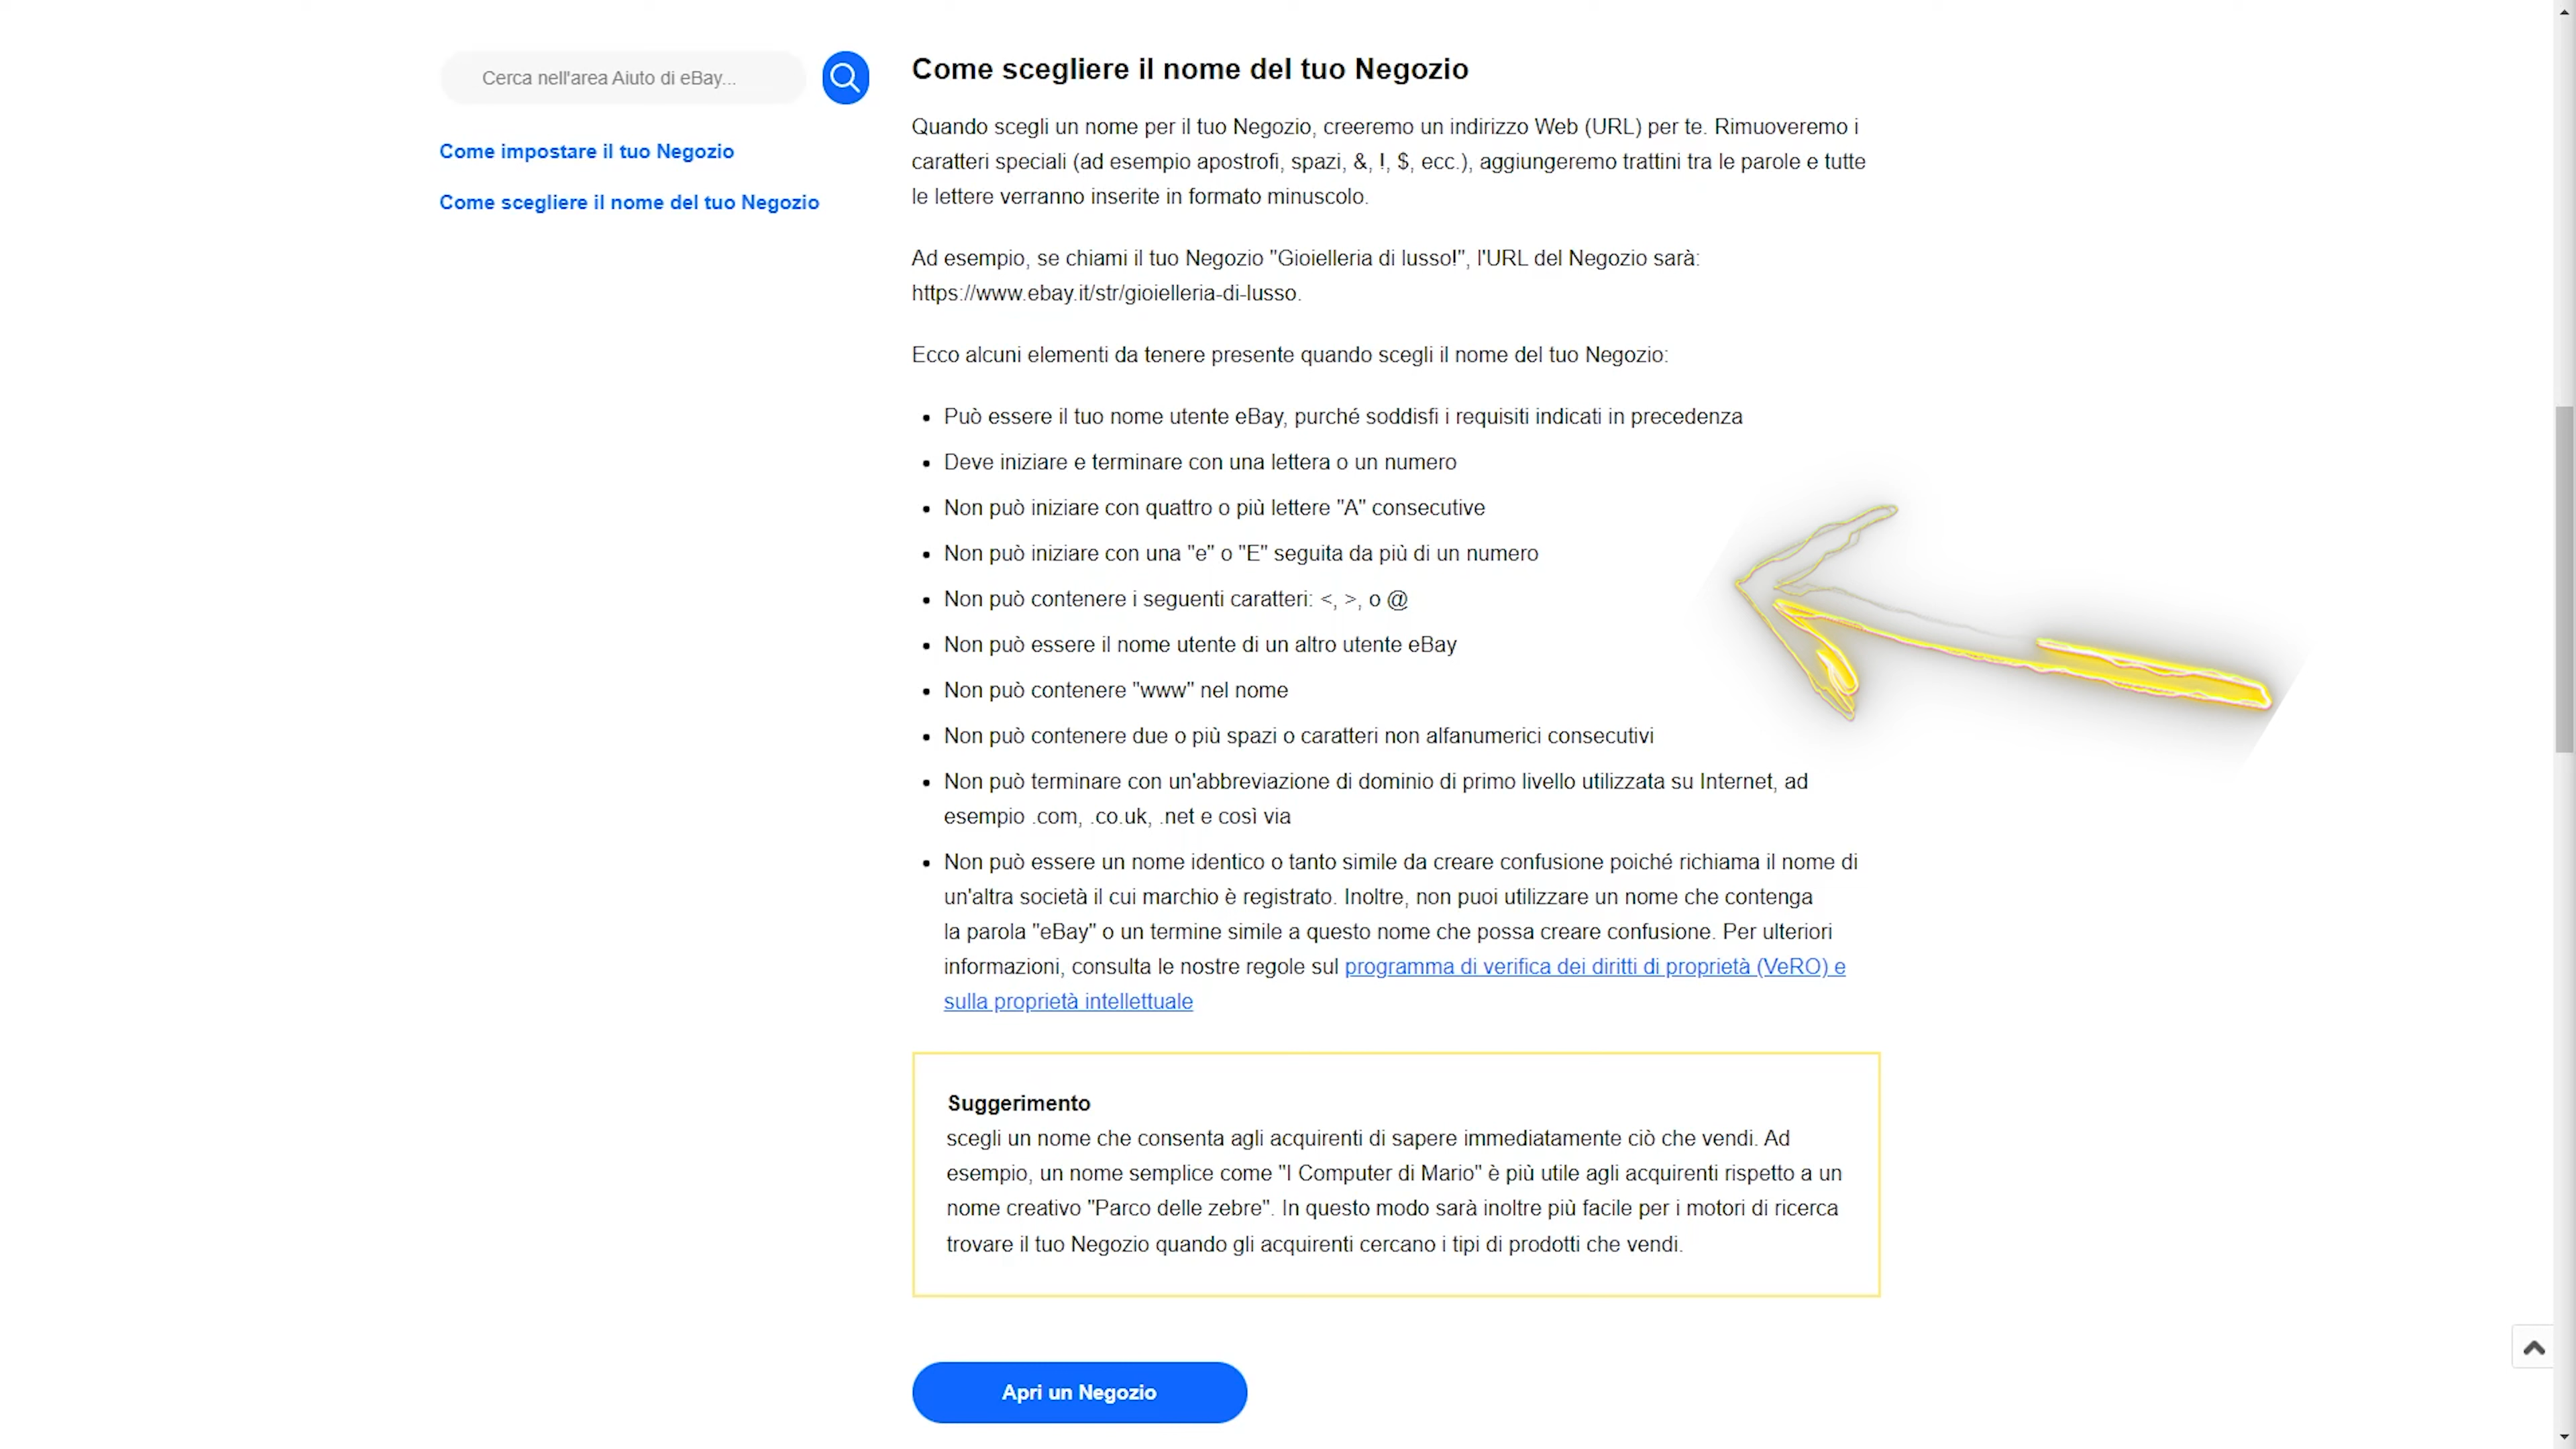 Cerca nell'area Aiuto di eBay...
Come impostare il tuo Negozio
Come scegliere il nome del tuo Negozio
Come scegliere il nome del tuo Negozio
Quando scegli un nome per il tuo Negozio, creeremo un indirizzo Web (URL) per te. Rimuoveremo i
caratteri speciali (ad esempio apostrofi, spazi, &, !, $, ecc.), aggiungeremo trattini tra le parole e tutte
le lettere verranno inserite in formato minuscolo.
Ad esempio, se chiami il tuo Negozio "Gioielleria di lusso!", l'URL del Negozio sarà:
https://www.ebay.it/str/gioielleria-di-lusso.
Ecco alcuni elementi da tenere presente quando scegli il nome del tuo Negozio:
• Può essere il tuo nome utente eBay, purché soddisfi i requisiti indicati in precedenza
• Deve iniziare e terminare con una lettera o un numero
• Non può iniziare con quattro o più lettere "A" consecutive
• Non può iniziare con una "e" o "E" seguita da più di un numero
• Non può contenere i seguenti caratteri: <, >, o @
• Non può essere il nome utente di un altro utente eBay
• Non può contenere "www" nel nome
• Non può contenere due o più spazi o caratteri non alfanumerici consecutivi
• Non può terminare con un'abbreviazione di dominio di primo livello utilizzata su Internet, ad
esempio .com, .co.uk, .net e così via
• Non può essere un nome identico o tanto simile da creare confusione poiché richiama il nome di
un'altra società il cui marchio è registrato. Inoltre, non puoi utilizzare un nome che contenga
la parola "eBay" o un termine simile a questo nome che possa creare confusione. Per ulteriori
informazioni, consulta le nostre regole sul programma di verifica dei diritti di proprietà (VeRO) e
sulla proprietà intellettuale
Suggerimento
scegli un nome che consenta agli acquirenti di sapere immediatamente ciò che vendi. Ad
esempio, un nome semplice come "I Computer di Mario" è più utile agli acquirenti rispetto a un
nome creativo "Parco delle zebre". In questo modo sarà inoltre più facile per i motori di ricerca
trovare il tuo Negozio quando gli acquirenti cercano i tipi di prodotti che vendi.
Apri un Negozio